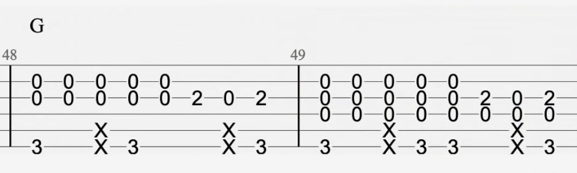 G
48 49
0 0 0 0 0 0 0 0 0 0
0 0 0 0 0 2 0 2 0 0 0 0 0 2 0 2
0 0 0 0 0 0 0 0
X X X X
3 X 3 X 3 3 X 3 3 X 3